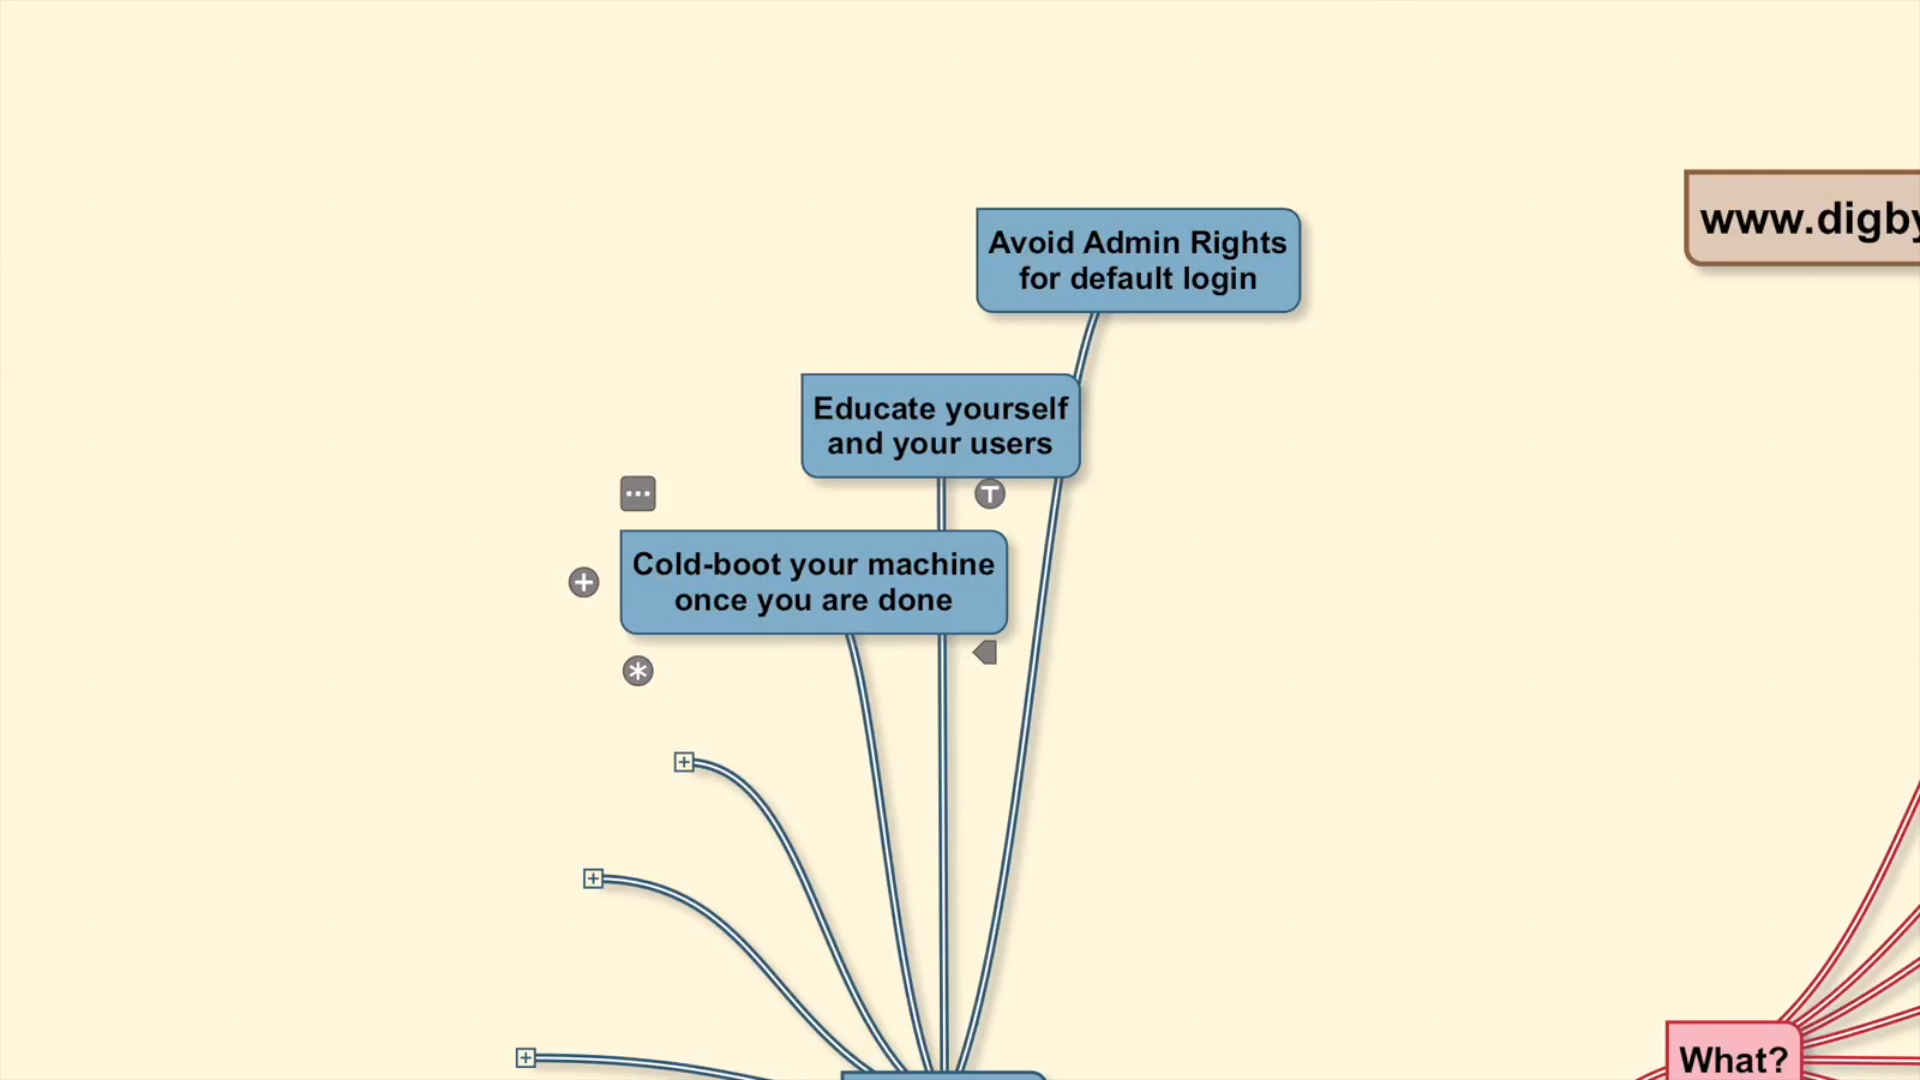 Avoid Admin Rights
for default login
www.digby
Educate yourself
and your users
Cold-boot your machine
once you are done
What?